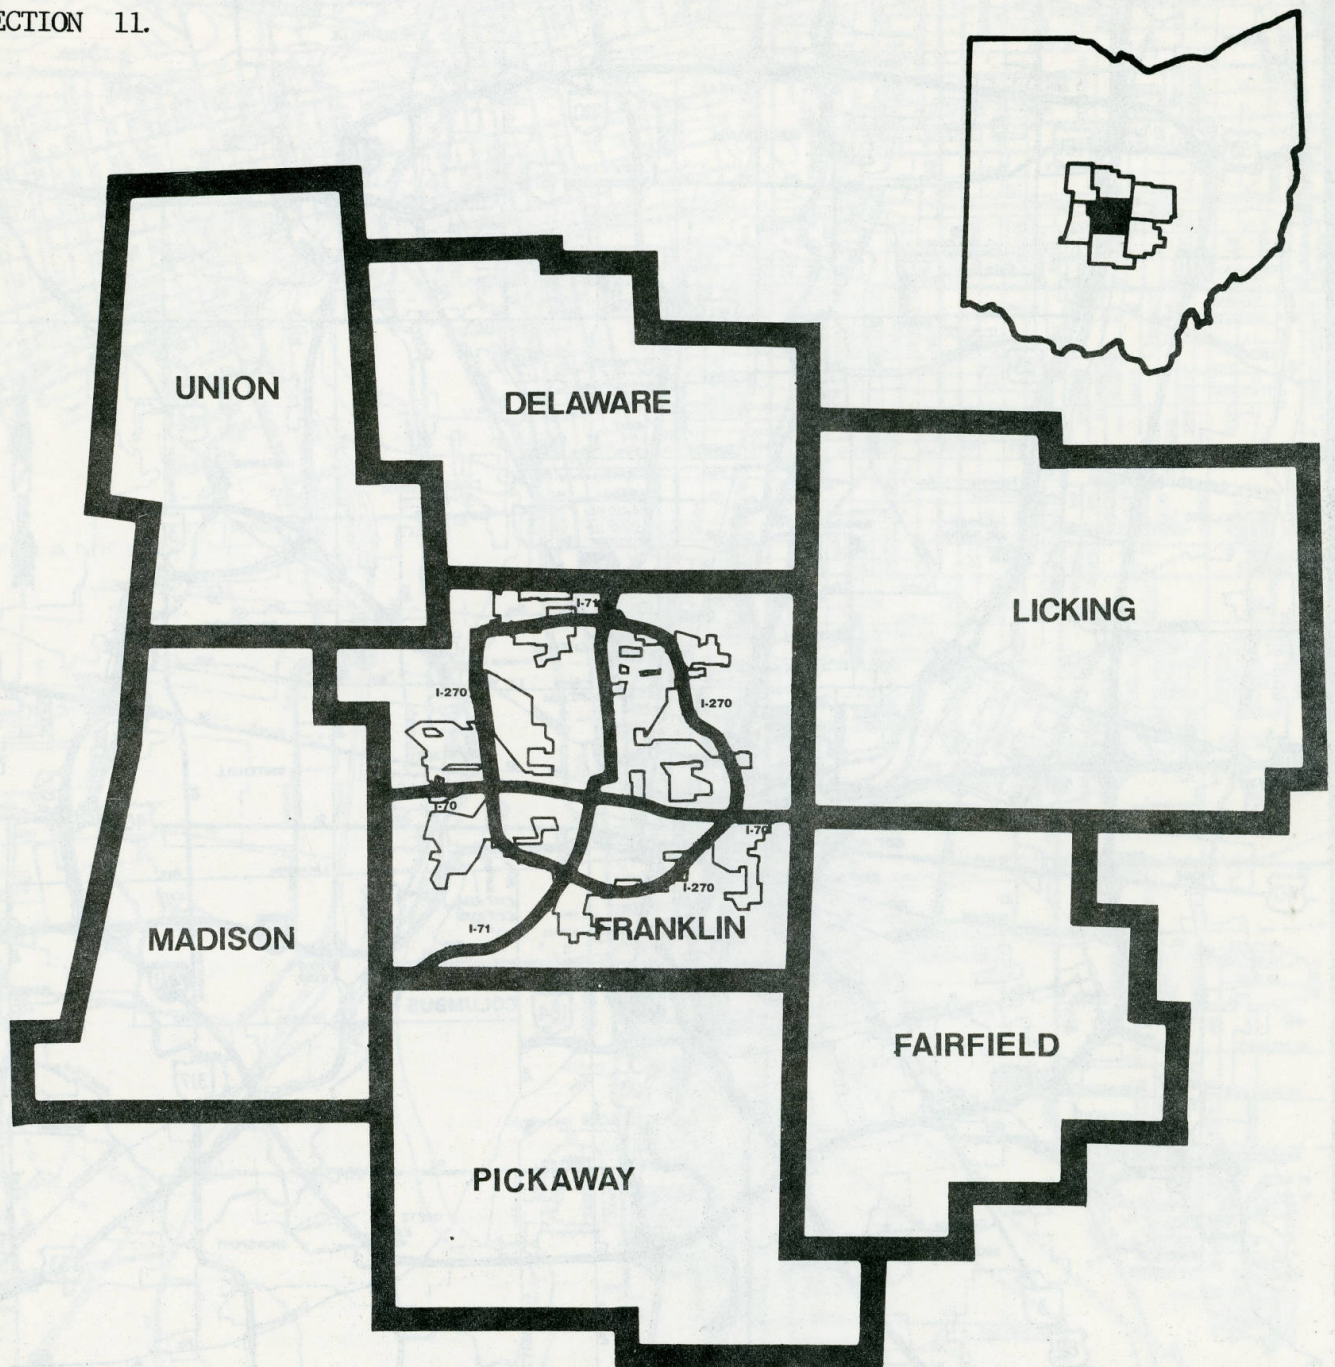 ECTION 11.
UNION
DELAWARE
LICKING
I-71
I-270
I-270
I-70
I-70
I-270
I-71
FRANKLIN
MADISON
FAIRFIELD
PICKAWAY